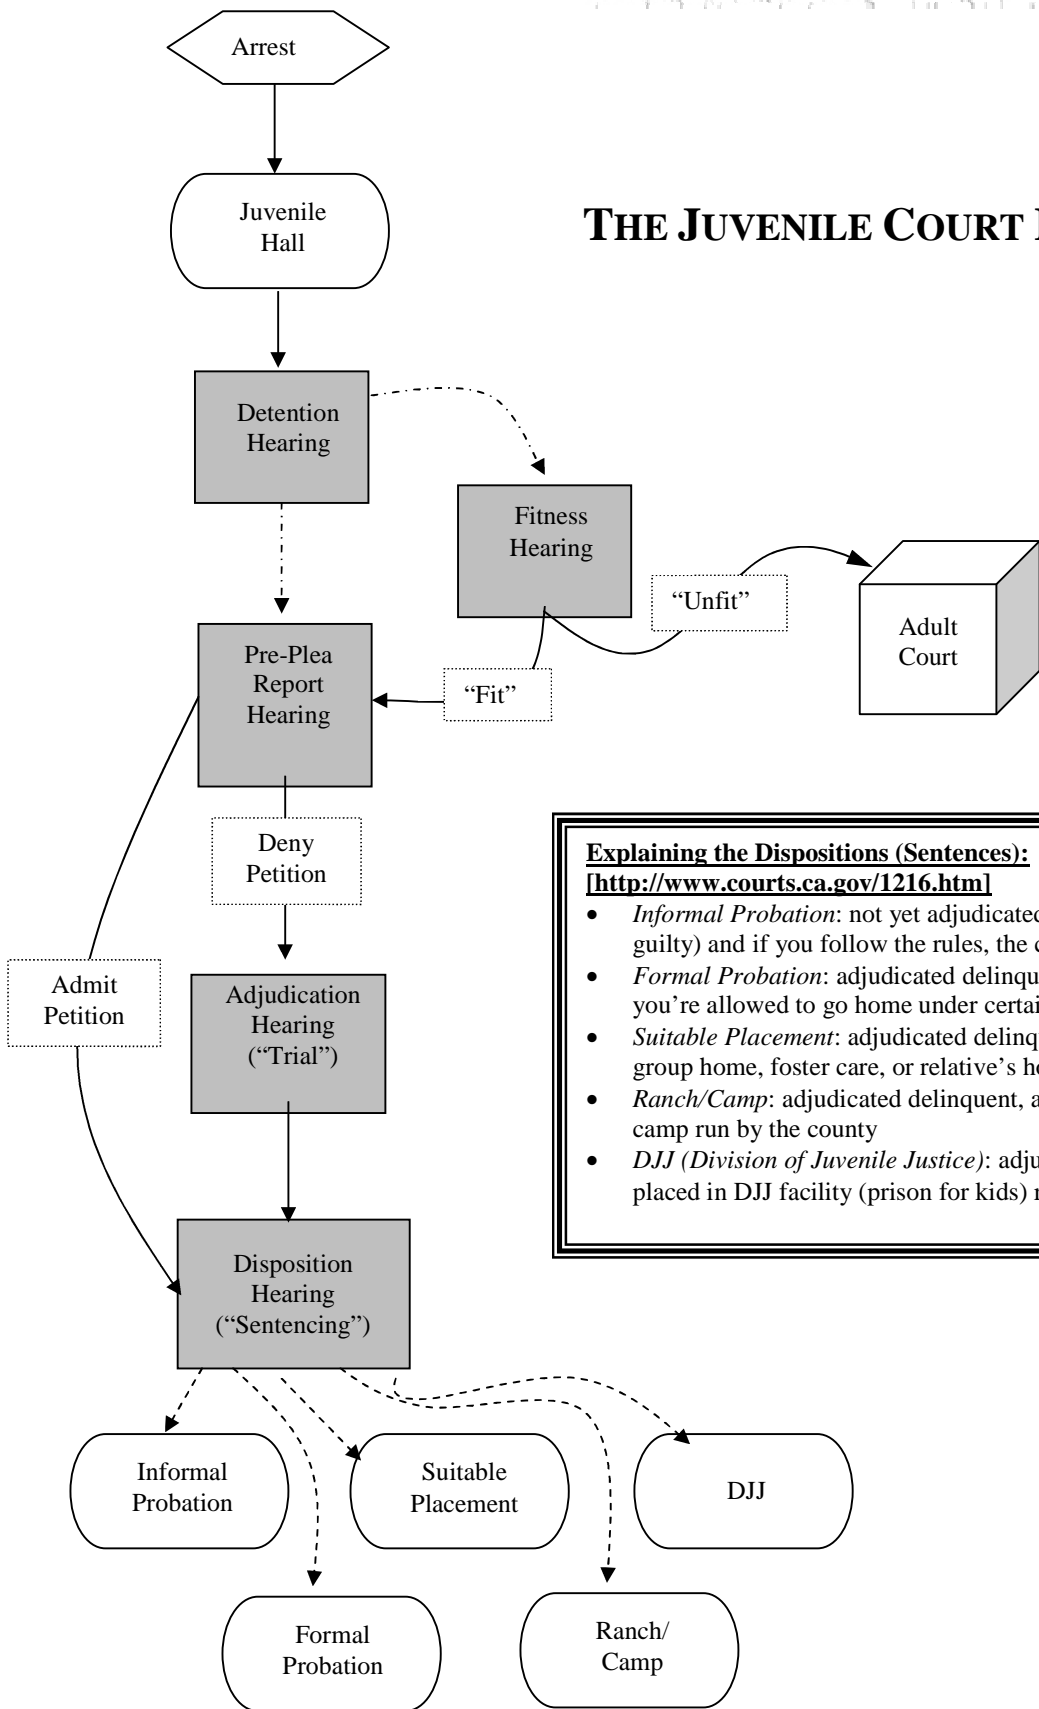 Arrest
Juvenile
Hall
THE JUVENILE COURT
Detention
Hearing
Fitness
Hearing
“Unfit”
Adult
Court
Pre-Plea
Report
Hearing
“Fit”
Deny
Petition
Admit
Petition
Adjudication
Hearing
(“Trial”)
Explaining the Dispositions (Sentences):
[http://www.courts.ca.gov/1216.htm]
• Informal Probation: not yet adjudicated
guilty) and if you follow the rules, the
• Formal Probation: adjudicated
you’re allowed to go home under
• Suitable Placement: adjudicated
group home, foster care, or relative’s
• Ranch/Camp: adjudicated delinquent,
camp run by the county
• DJJ (Division of Juvenile Justice):
placed in DJJ facility (prison for kids)
Disposition
Hearing
(“Sentencing”)
Informal
Probation
Suitable
Placement
DJJ
Formal
Probation
Ranch/
Camp